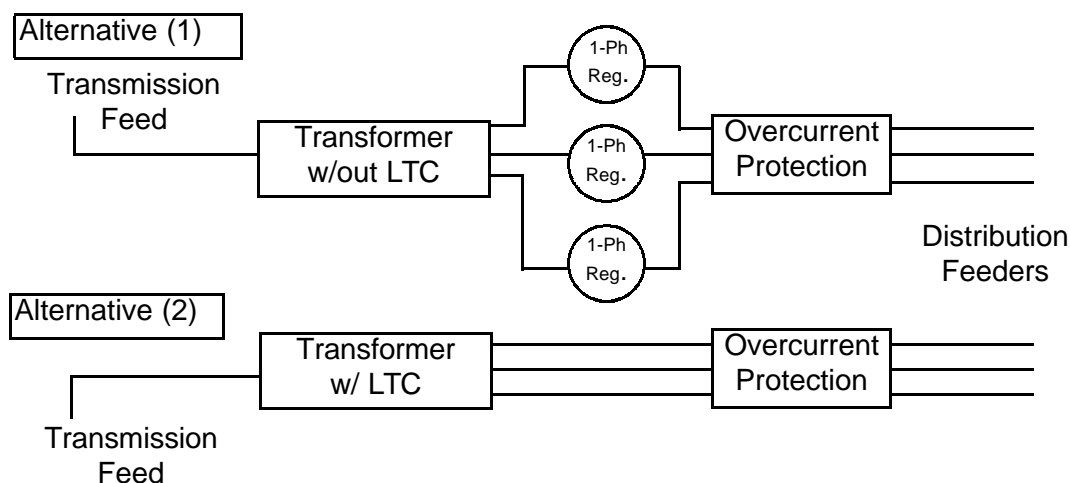 Alternative (1)
Transmission
Feed
Transformer
w/out LTC
1-Ph
Reg.
1-Ph
Reg.
1-Ph
Reg.
Overcurrent
Protection
Distribution
Feeders
Alternative (2)
Transformer
w/ LTC
Overcurrent
Protection
Transmission
Feed